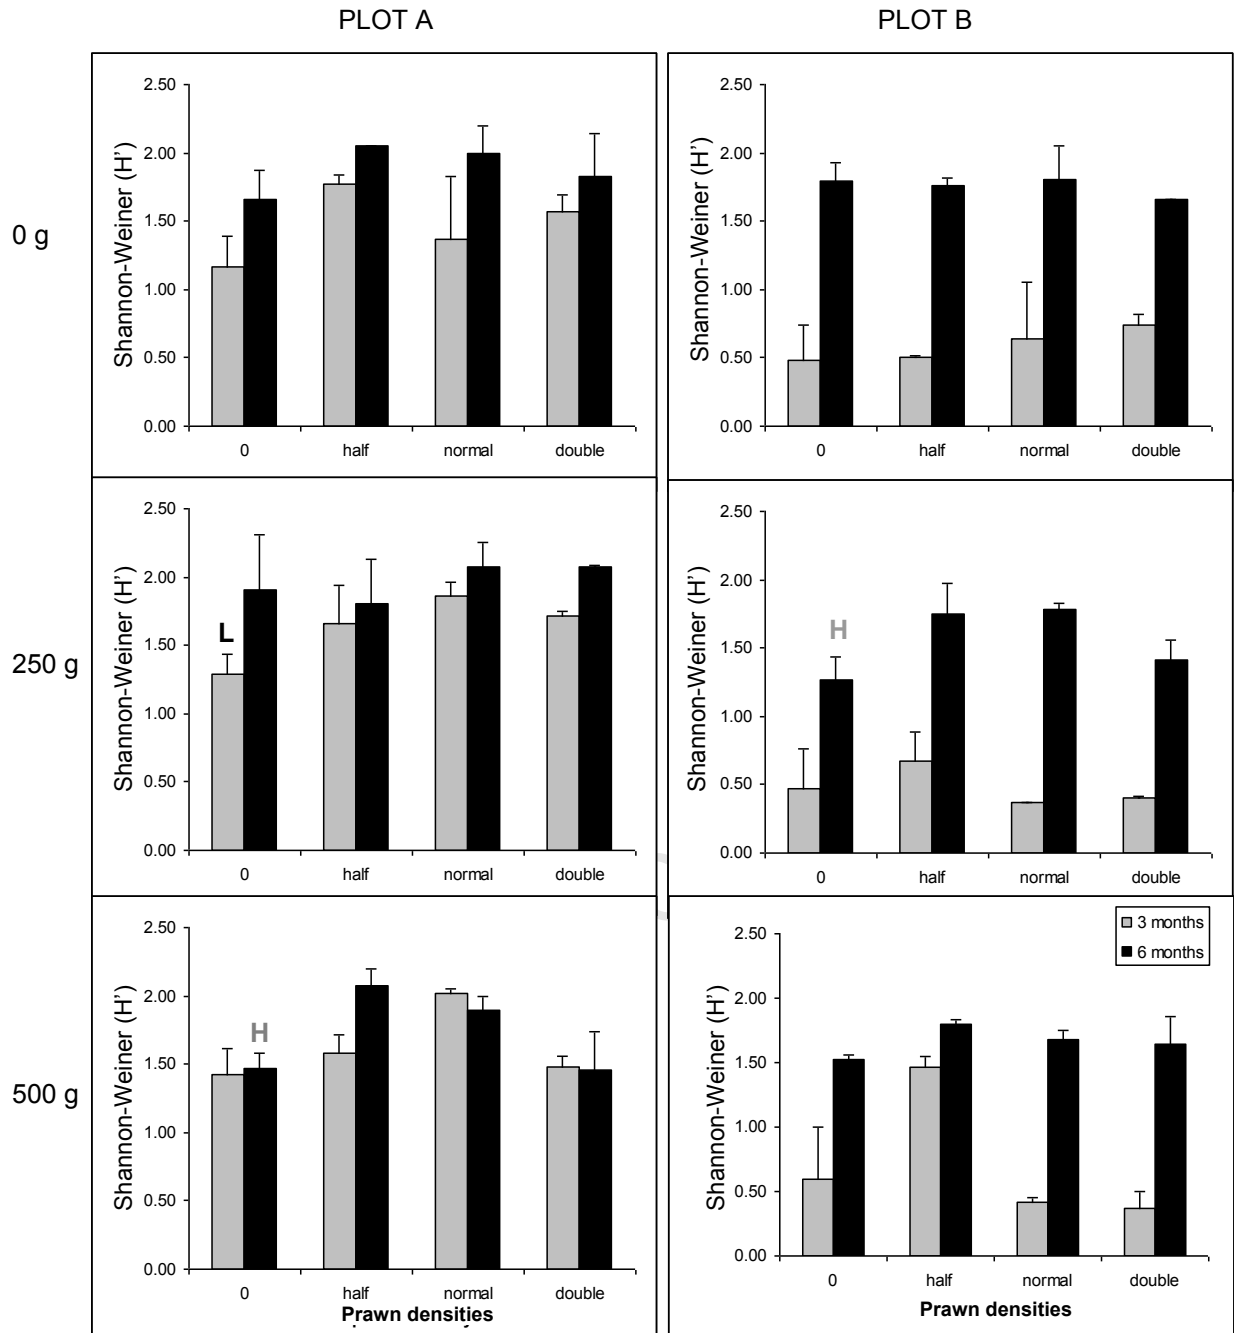 PLOT A
PLOT B
0 g
Shannon-Weiner (H')
2.50
2.00
1.50
1.00
0.50
0.00
0 half normal double
Shannon-Weiner (H')
2.50
2.00
1.50
1.00
0.50
0.00
0 half normal double
250 g
Shannon-Weiner (H')
2.50
2.00
1.50
1.00
0.50
0.00
L
0 half normal double
Shannon-Weiner (H')
2.50
2.00
1.50
1.00
0.50
0.00
H
0 half normal double
500 g
Shannon-Weiner (H')
2.50
2.00
1.50
1.00
0.50
0.00
H
0 half normal double
Prawn densities
Shannon-Weiner (H')
2.50
2.00
1.50
1.00
0.50
0.00
3 months
6 months
0 half normal double
Prawn densities